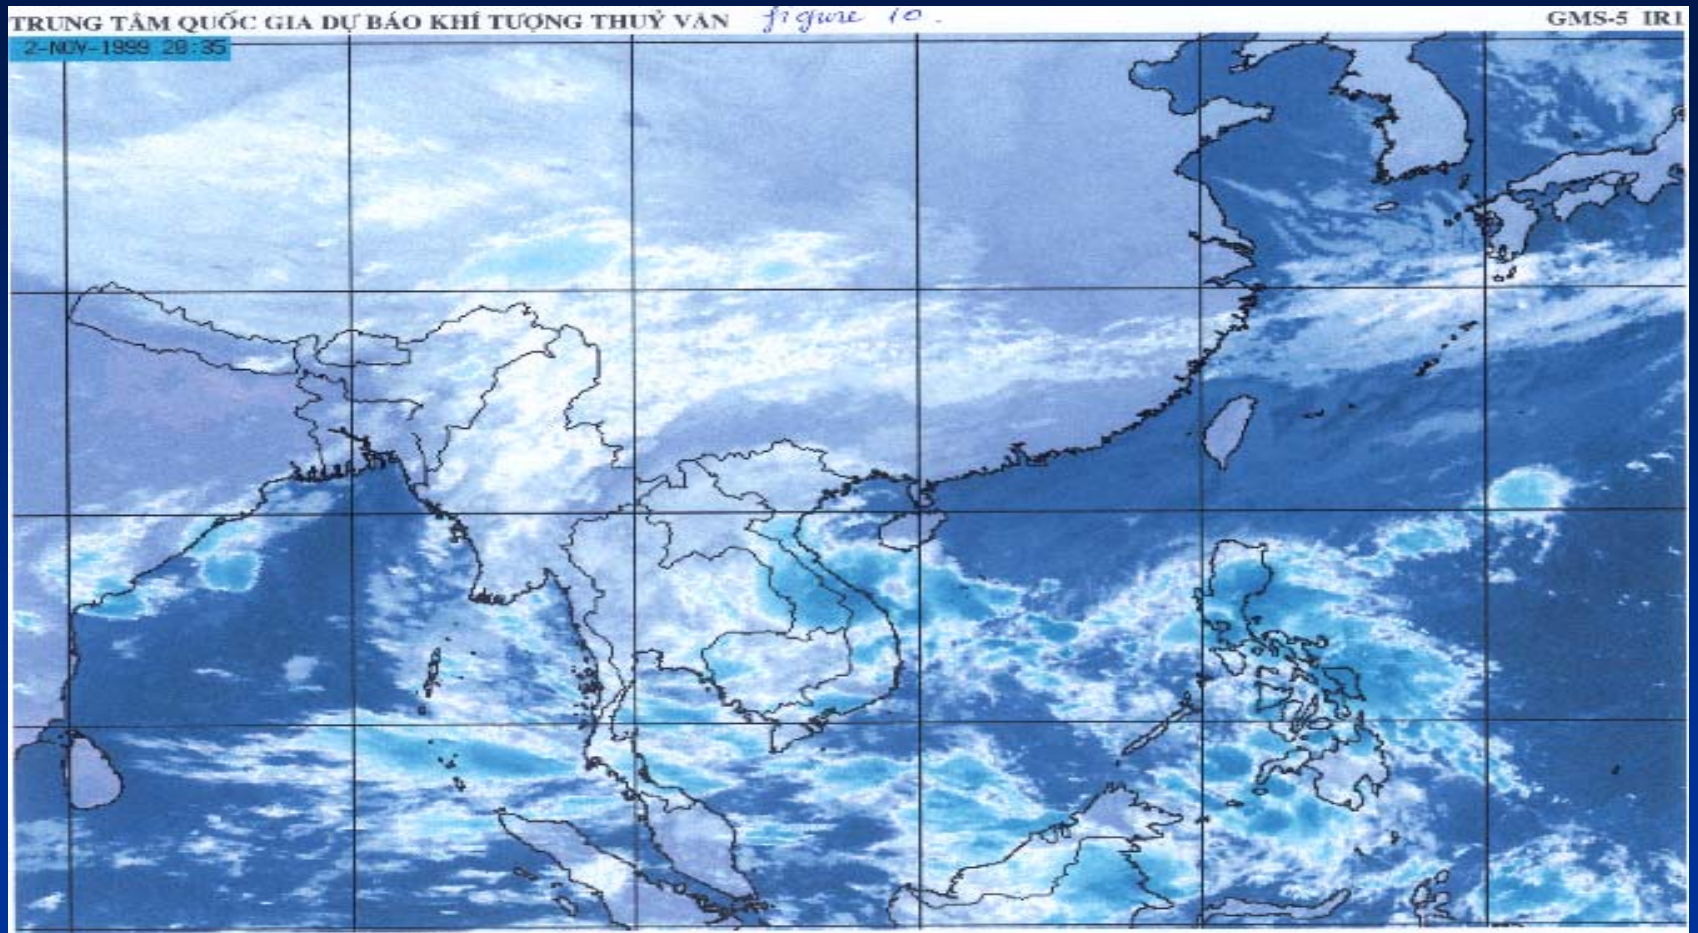 TRUNG TÂM QUỐC GIA DỰ BÁO KHÍ TƯỢNG THUỶ VĂN figure 10. GMS-5 IR1
2-NOV-1999 20:35